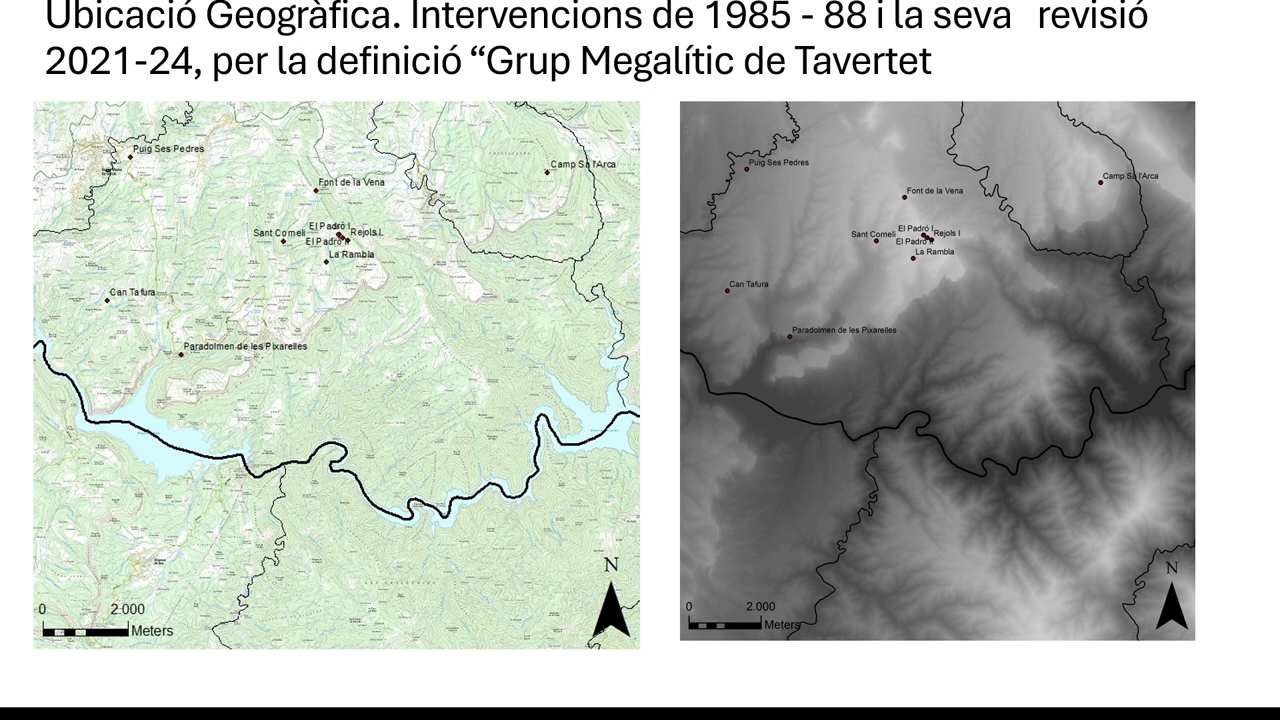 Ubicació Geogràfica. Intervencions de 1985 - 88 i la seva revisió
2021-24, per la definició “Grup Megalític de Tavertet
Puig Ses Pedres
Camp Sa l'Arca
Font de la Vena
El Padró I
Sant Corneli
Rejols I
El Padró II
La Rambla
Can Tafura
Paradolmen de les Pixarelles
N
0 2.000
Meters
Puig Ses Pedres
Camp Sa l'Arca
Font de la Vena
El Padró I
Sant Corneli
Rejols I
El Padró II
La Rambla
Can Tafura
Paradolmen de les Pixarelles
N
0 2.000
Meters